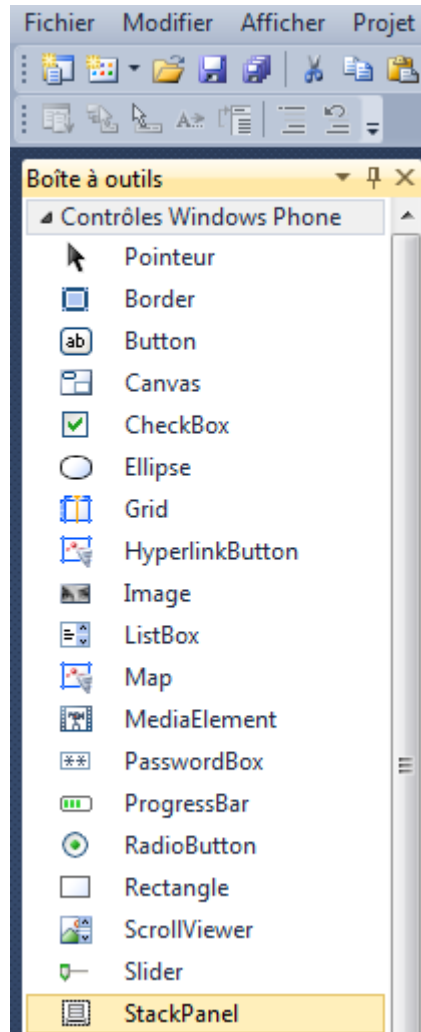 Fichier Modifier Afficher Projet
Boîte à outils
Contrôles Windows Phone
Pointeur
Border
Button
Canvas
CheckBox
Ellipse
Grid
HyperlinkButton
Image
ListBox
Map
MediaElement
PasswordBox
ProgressBar
RadioButton
Rectangle
ScrollViewer
Slider
StackPanel